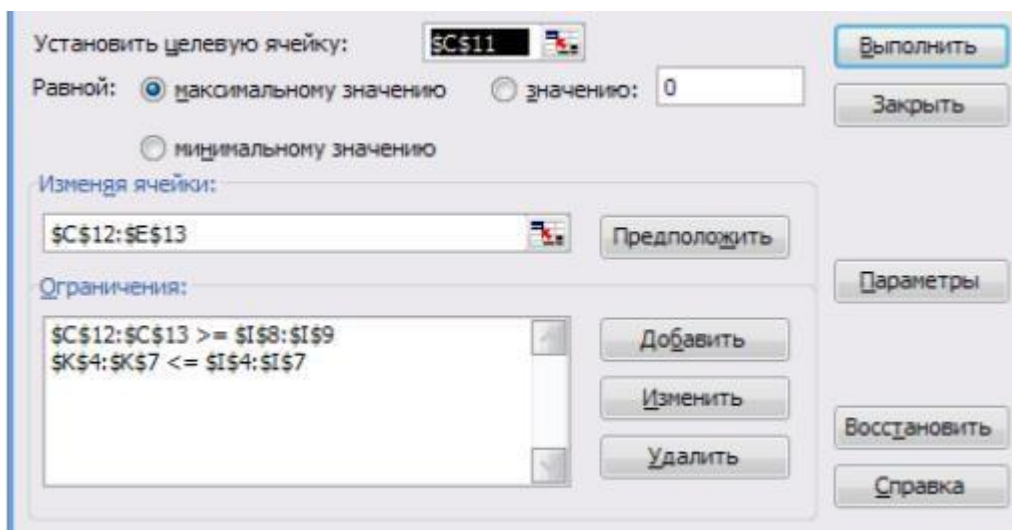 Установить целевую ячейку: $C$11
Выполнить
Равной: максимальному значению значению: 0
Закрыть
минимальному значению
Изменяя ячейки:
$C$12:$E$13
Предположить
Параметры
Ограничения:
$C$12:$C$13 >= $I$8:$I$9
$K$4:$K$7 <= $I$4:$I$7
Добавить
Изменить
Удалить
Восстановить
Справка